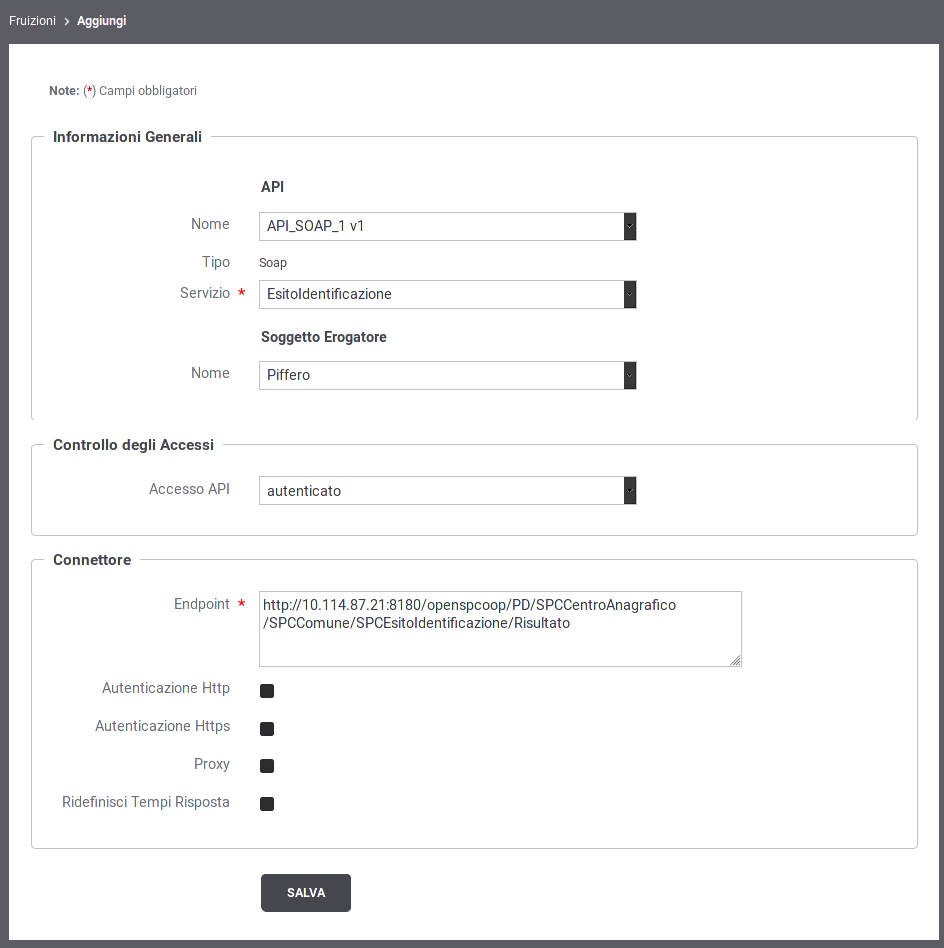 Fruizioni > Aggiungi
Note: (*) Campi obbligatori
Informazioni Generali
API
Nome API_SOAP_1 v1
Tipo Soap
Servizio * EsitoIdentificazione
Soggetto Erogatore
Nome Piffero
Controllo degli Accessi
Accesso API autenticato
Connettore
Endpoint * http://10.114.87.21:8180/openspcoop/PD/SPCCentroAnagrafico
/SPCComune/SPCEsitoIdentificazione/Risultato
Autenticazione Http
Autenticazione Https
Proxy
Ridefinisci Tempi Risposta
SALVA